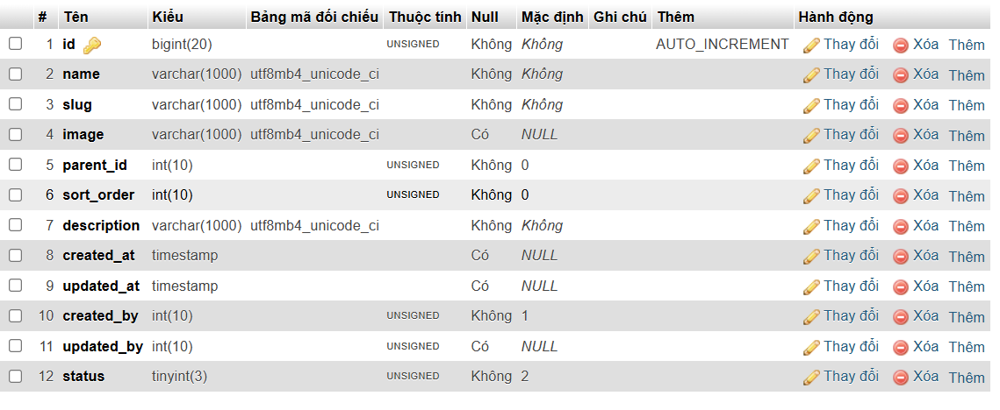 # Tên Kiểu Bảng mã đối chiếu Thuộc tính Null Mặc định Ghi chú Thêm Hành động
1 id bigint(20) UNSIGNED Không Không AUTO_INCREMENT Thay đổi Xóa Thêm
2 name varchar(1000) utf8mb4_unicode_ci Không Không Thay đổi Xóa Thêm
3 slug varchar(1000) utf8mb4_unicode_ci Không Không Thay đổi Xóa Thêm
4 image varchar(1000) utf8mb4_unicode_ci Có NULL Thay đổi Xóa Thêm
5 parent_id int(10) UNSIGNED Không 0 Thay đổi Xóa Thêm
6 sort_order int(10) UNSIGNED Không 0 Thay đổi Xóa Thêm
7 description varchar(1000) utf8mb4_unicode_ci Không Không Thay đổi Xóa Thêm
8 created_at timestamp Có NULL Thay đổi Xóa Thêm
9 updated_at timestamp Có NULL Thay đổi Xóa Thêm
10 created_by int(10) UNSIGNED Không 1 Thay đổi Xóa Thêm
11 updated_by int(10) UNSIGNED Có NULL Thay đổi Xóa Thêm
12 status tinyint(3) UNSIGNED Không 2 Thay đổi Xóa Thêm